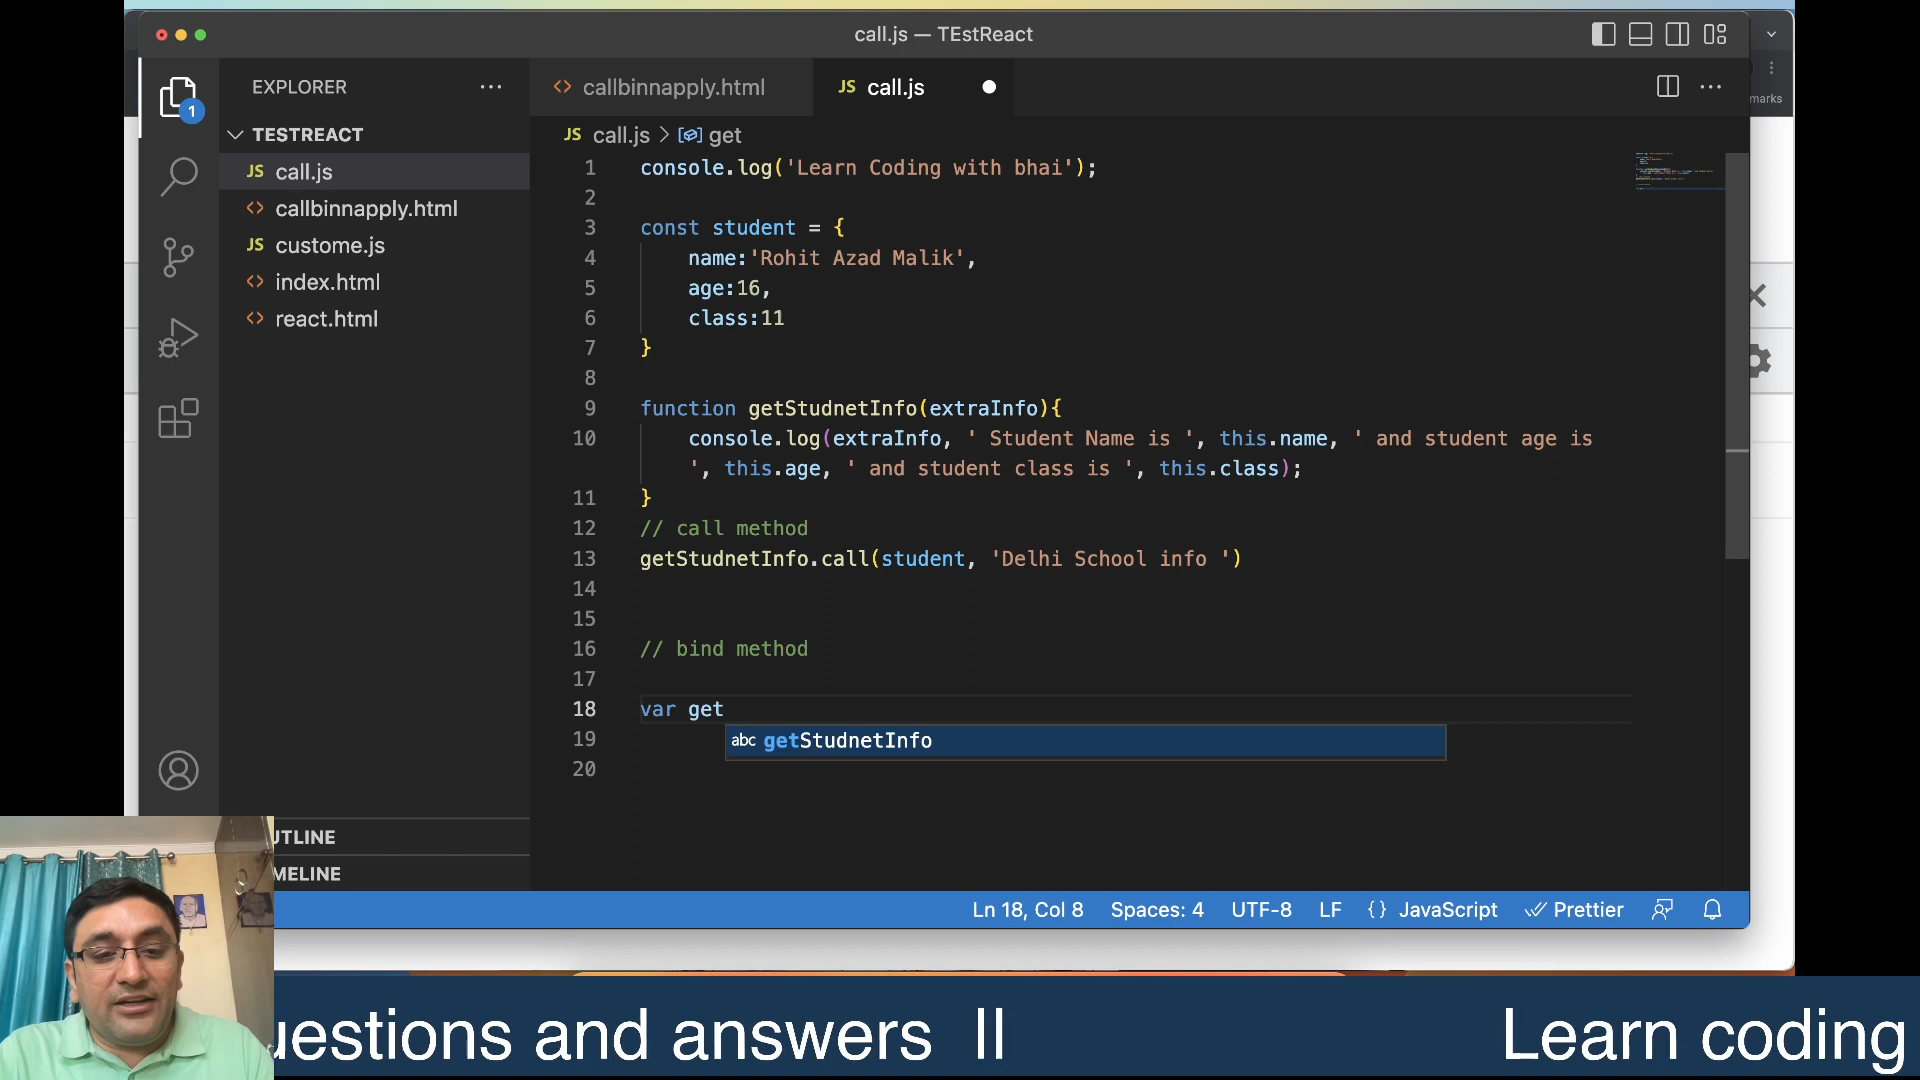 call.js — TEstReact
EXPLORER
TESTREACT
JS call.js
<> callbinnapply.html
JS custome.js
<> index.html
<> react.html
1
<> callbinnapply.html
JS call.js
marks
JS call.js > get
1 console.log('Learn Coding with bhai');
2
3 const student = {
4 name:'Rohit Azad Malik',
5 age:16,
6 class:11
7 }
8
9 function getStudnetInfo(extraInfo){
10 console.log(extraInfo, ' Student Name is ', this.name, ' and student age is
', this.age, ' and student class is ', this.class);
11 }
12 // call method
13 getStudnetInfo.call(student, 'Delhi School info ')
14
15
16 // bind method
17
18 var get
abc getStudnetInfo
19
20
UTLINE
MELINE
Ln 18, Col 8 Spaces: 4 UTF-8 LF {} JavaScript Prettier
uestions and answers II Learn coding